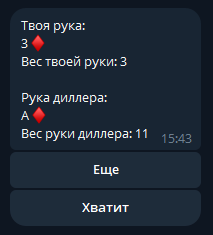 Твоя рука:
3♦️
Вес твоей руки: 3

Рука диллера:
А♦️
Вес руки диллера: 11
15:43
Еще
Хватит